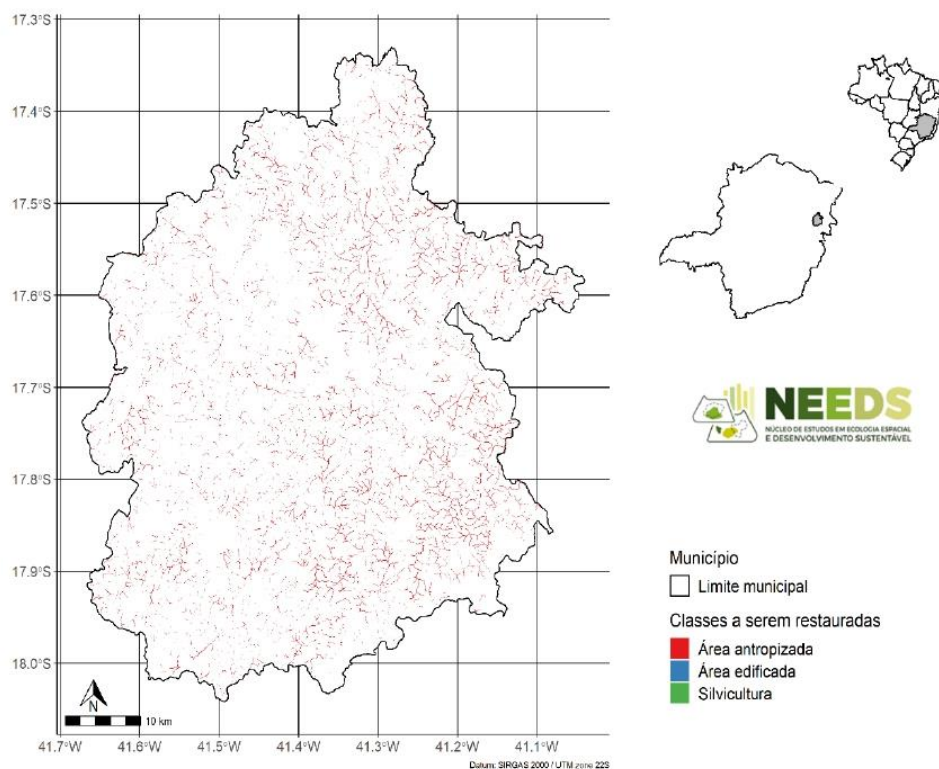 17.3°S
17.4°S
17.5°S
17.6°S
17.7°S
17.8°S
17.9°S
18.0°S
N
10 km
41.7°W 41.6°W 41.5°W 41.4°W 41.3°W 41.2°W 41.1°W
Datum: SIRGAS 2000 / UTM zone 22S
NEEDS
NÚCLEO DE ESTUDOS EM ECOLOGIA ESPACIAL
E DESENVOLVIMENTO SUSTENTÁVEL
Município
Limite municipal
Classes a serem restauradas
Área antropizada
Área edificada
Silvicultura